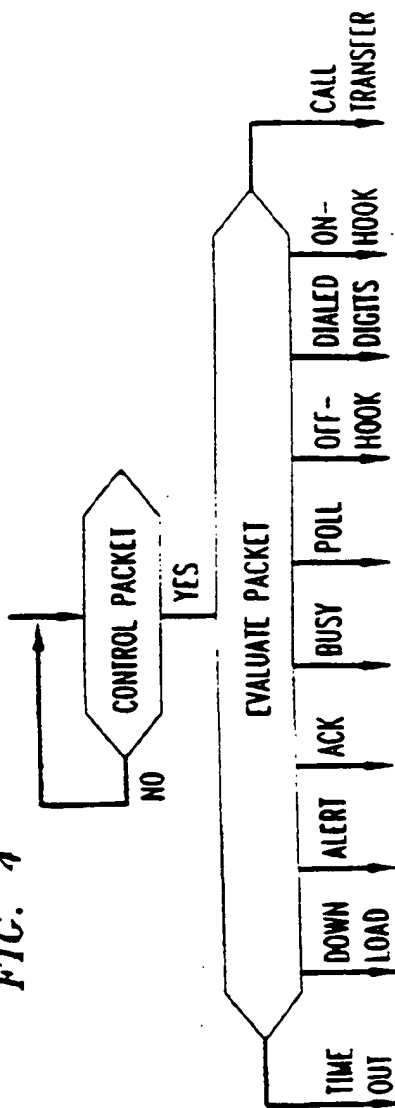 FIG. 4
CONTROL PACKET
NO
YES
EVALUATE PACKET
TIME
OUT
DOWN
LOAD
ALERT
ACK
BUSY
POLL
OFF-
HOOK
DIALED
DIGITS
ON-
HOOK
CALL
TRANSFER